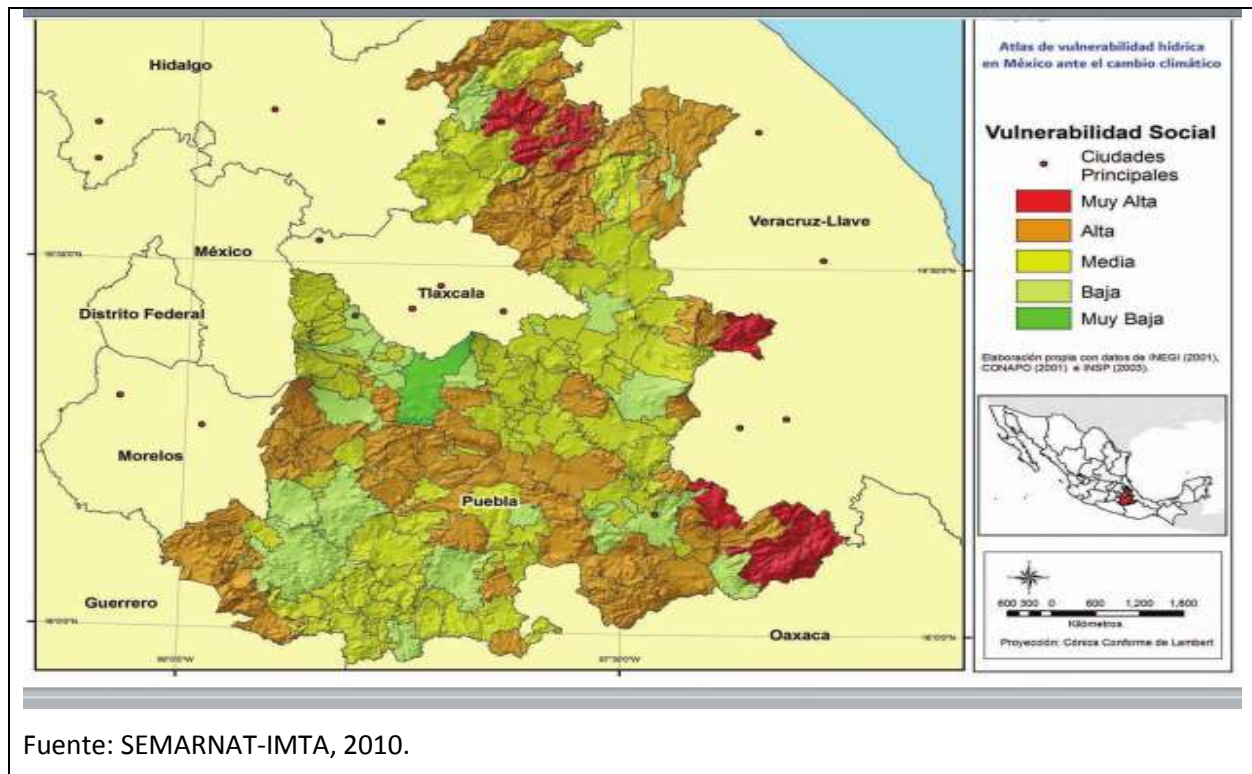 Hidalgo
México
Tlaxcala
Distrito Federal
Morelos
Puebla
Guerrero
Veracruz-Llave
Oaxaca
97°30'0"W
Atlas de vulnerabilidad hídrica
en México ante el cambio climático
Vulnerabilidad Social
Ciudades
Principales
Muy Alta
Alta
Media
Baja
Muy Baja
Elaboración propia con datos de INEGI (2001),
CONAPO (2001) e INSP (2003).
600 300 0 600 1,200 1,800
Kilómetros
Proyección: Cónica Conforme de Lambert
Fuente: SEMARNAT-IMTA, 2010.